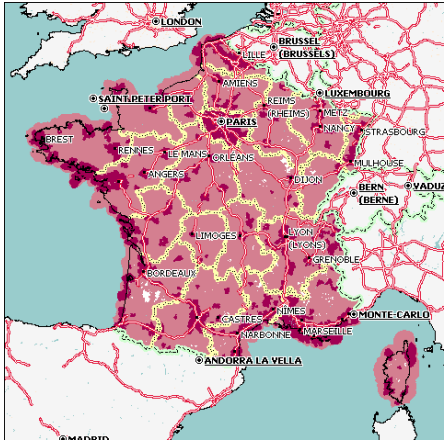 LONDON
BRUSSEL
(BRUSSELS)
LILLE
AMIENS
LUXEMBOURG
SAINT PETER PORT
REIMS
(RHEIMS)
METZ
PARIS
NANCY
STRASBOURG
BREST
RENNES
LE MANS
ORLEANS
MULHOUSE
ANGERS
DIJON
BERN
(BERNE)
VADUZ
LIMOGES
LYON
(LYONS)
GRENOBLE
BORDEAUX
NIMES
MONTE-CARLO
CASTRES
MARSEILLE
NARBONNE
ANDORRA LA VELLA
MADRID